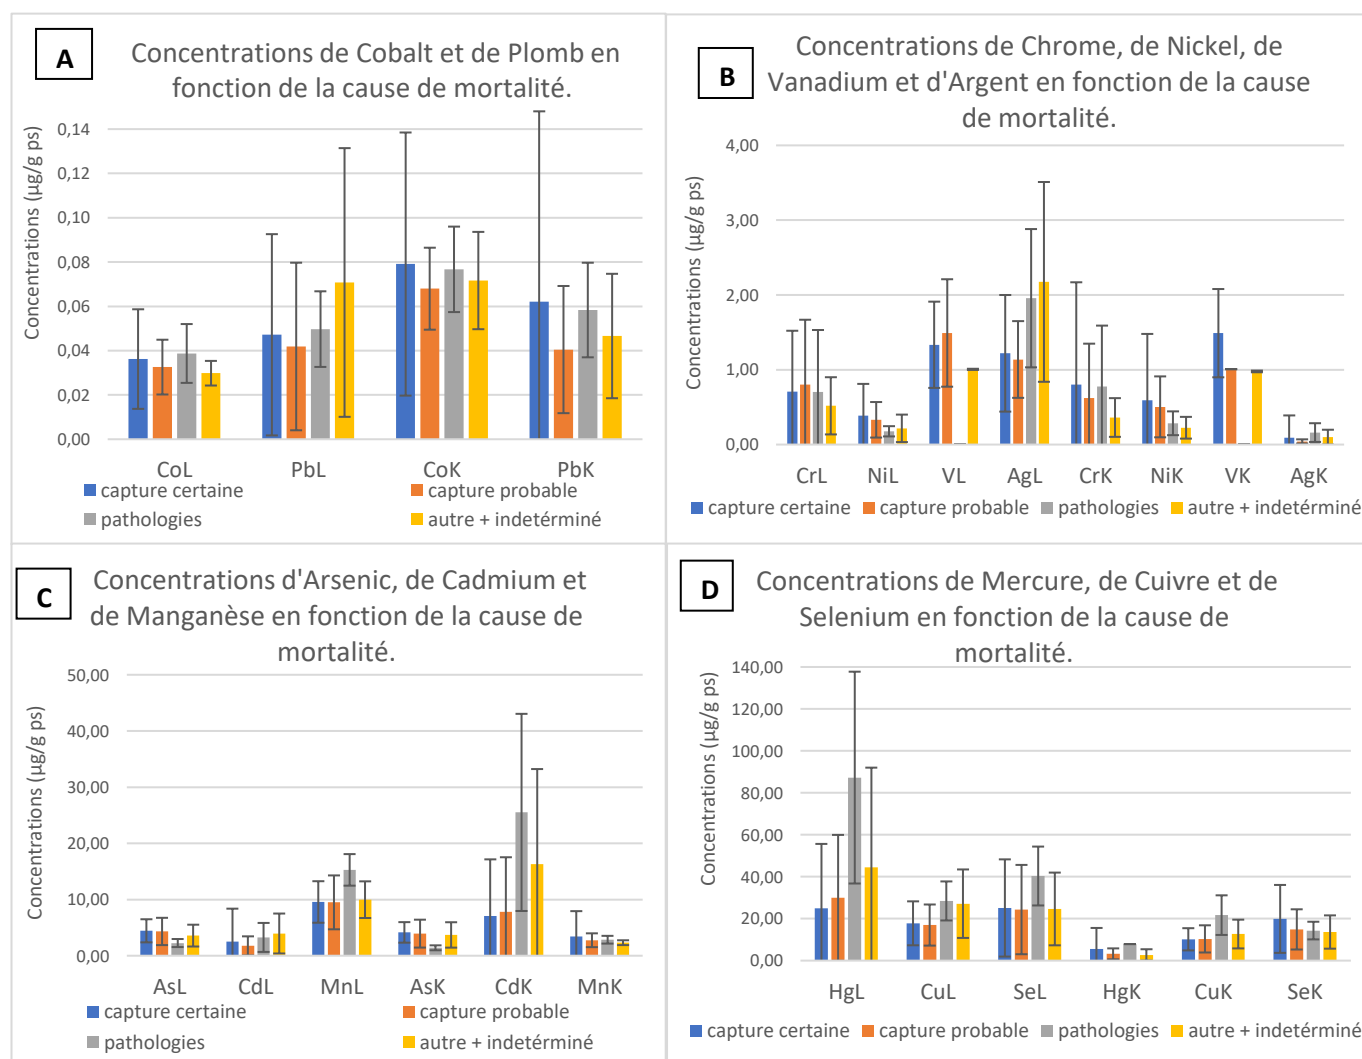 A
Concentrations de Cobalt et de Plomb en
fonction de la cause de mortalité.
Concentrations (µg/g ps)
0,14
0,12
0,10
0,08
0,06
0,04
0,02
0,00
CoL PbL CoK PbK
capture certaine capture probable
pathologies autre + indetérminé
B
Concentrations de Chrome, de Nickel, de
Vanadium et d'Argent en fonction de la cause
de mortalité.
Concentrations (µg/g ps)
4,00
3,00
2,00
1,00
0,00
CrL NiL VL AgL CrK NiK VK AgK
capture certaine capture probable pathologies autre + indetérminé
C
Concentrations d'Arsenic, de Cadmium et
de Manganèse en fonction de la cause de
mortalité.
Concentrations (µg/g ps)
50,00
40,00
30,00
20,00
10,00
0,00
AsL CdL MnL AsK CdK MnK
capture certaine capture probable
pathologies autre + indetérminé
D
Concentrations de Mercure, de Cuivre et de
Selenium en fonction de la cause de
mortalité.
Concentrations (µg/g ps)
140,00
120,00
100,00
80,00
60,00
40,00
20,00
0,00
HgL CuL SeL HgK CuK SeK
capture certaine capture probable pathologies autre + indetérminé